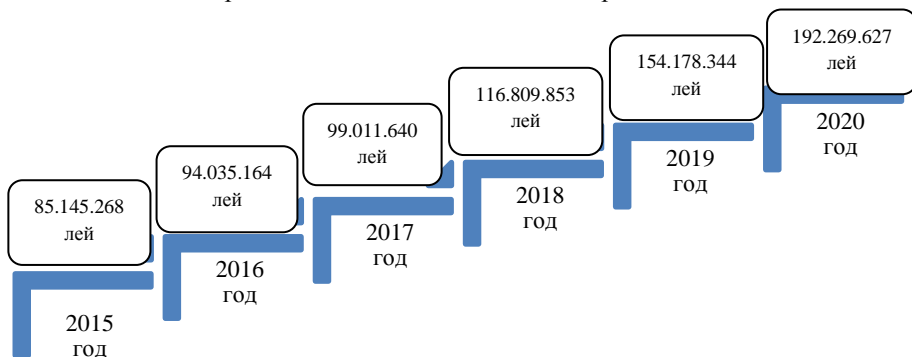 85.145.268
лей
2015
год
94.035.164
лей
2016
год
99.011.640
лей
2017
год
116.809.853
лей
2018
год
154.178.344
лей
2019
год
192.269.627
лей
2020
год